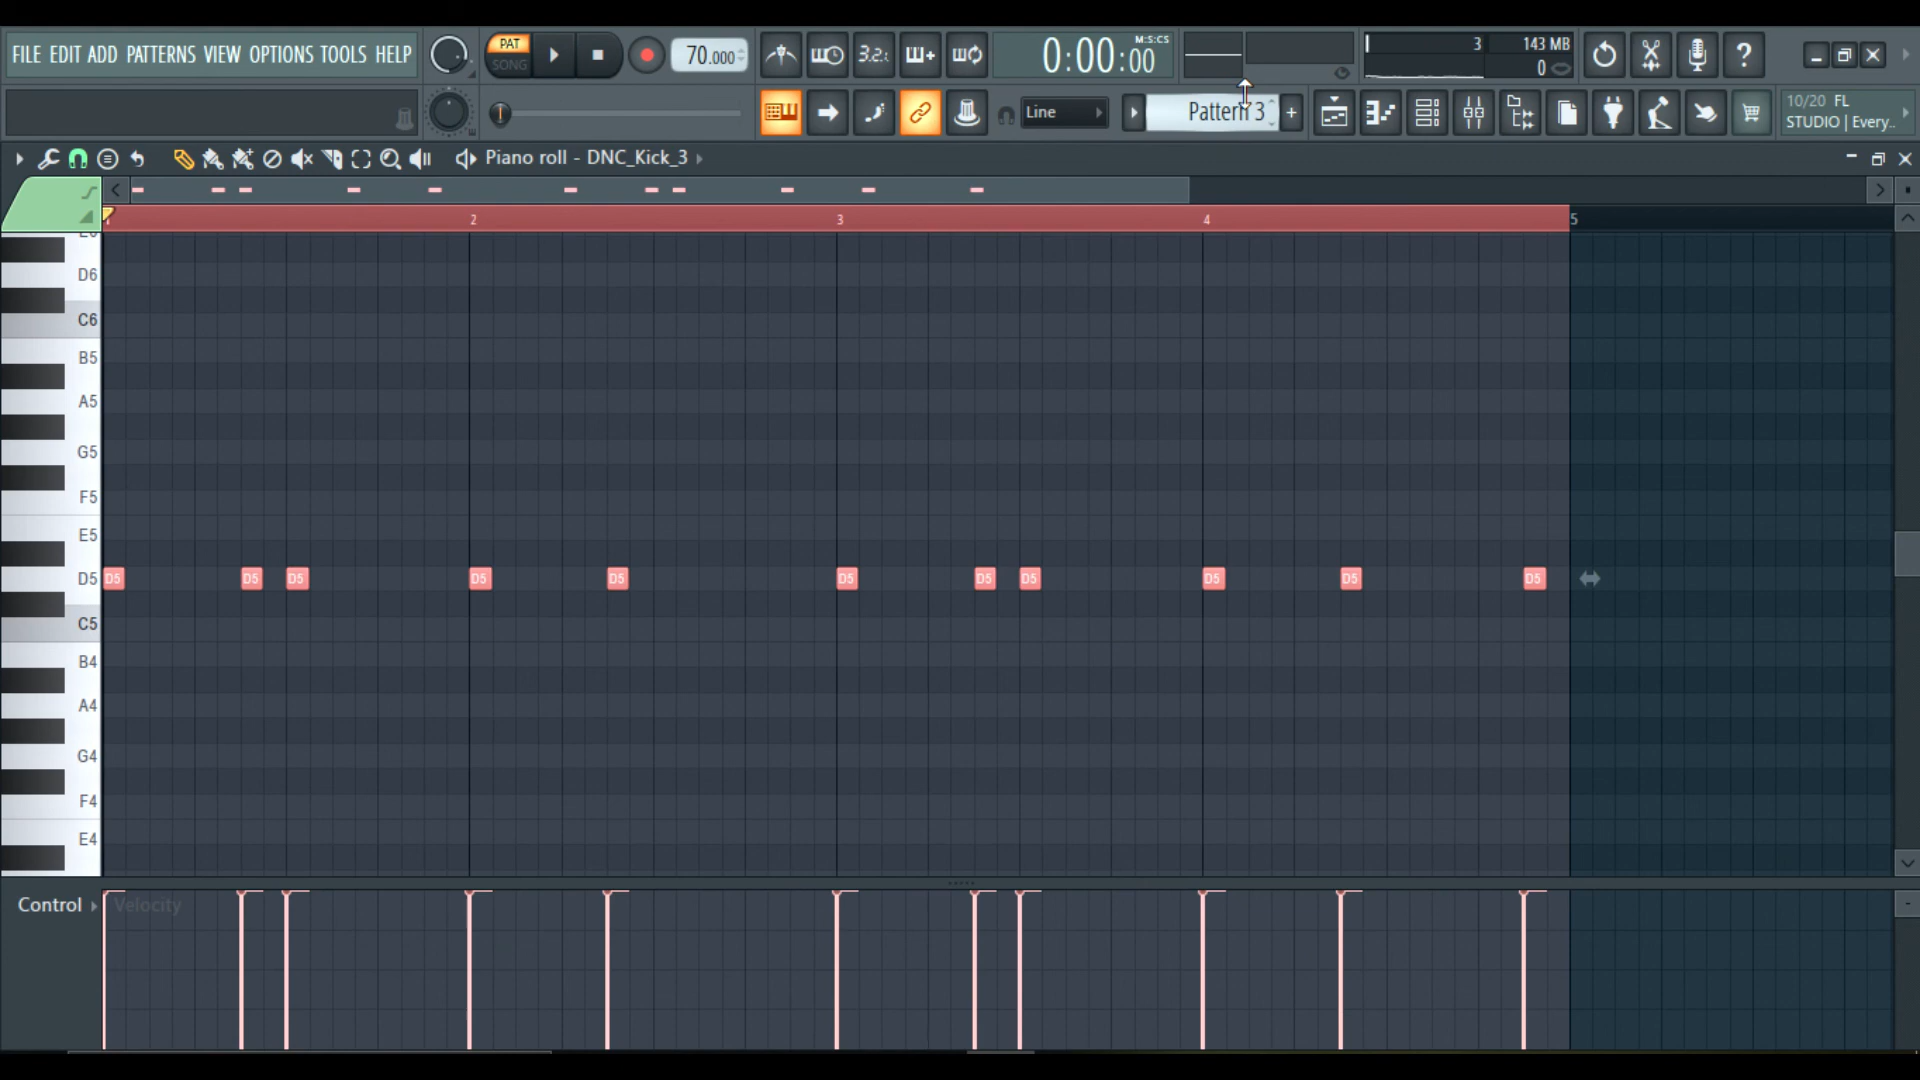 FILE EDIT ADD PATTERNS VIEW OPTIONS TOOLS HELP
PAT
SONG
70.000
3.2.
0:00:00
M:S:CS
3
143 MB
0
?
Line
Pattern 3
+
10/20 FL
STUDIO | Every..
Piano roll - DNC_Kick_3
2
3
4
5
D6
C6
B5
A5
G5
F5
E5
D5
D5 D5 D5 D5 D5 D5 D5 D5 D5 D5 D5
C5
B4
A4
G4
F4
E4
Control
Velocity